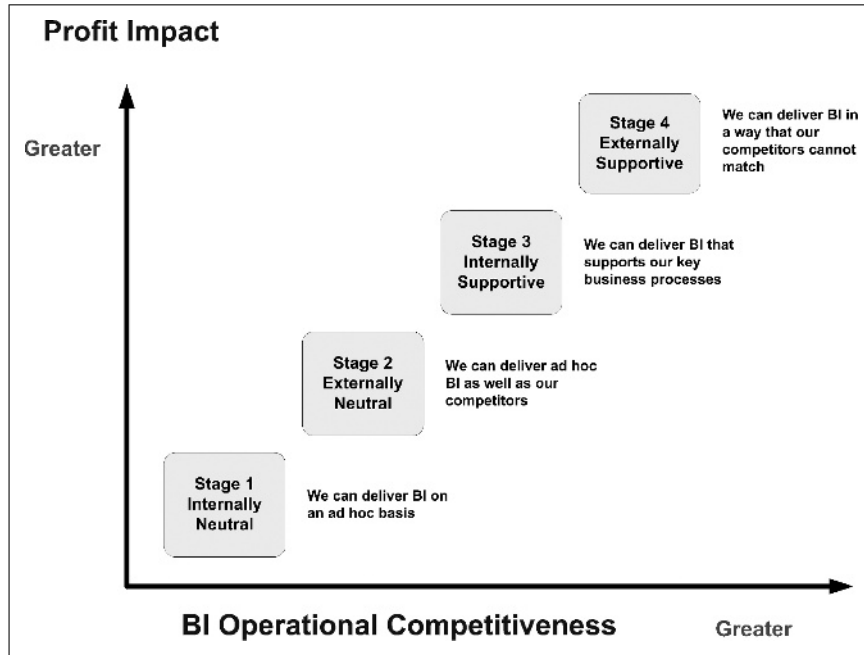 Profit Impact
Greater
Stage 4
Externally
Supportive
We can deliver BI in
a way that our
competitors cannot
match
Stage 3
Internally
Supportive
We can deliver BI that
supports our key
business processes
Stage 2
Externally
Neutral
We can deliver ad hoc
BI as well as our
competitors
Stage 1
Internally
Neutral
We can deliver BI on
an ad hoc basis
BI Operational Competitiveness
Greater